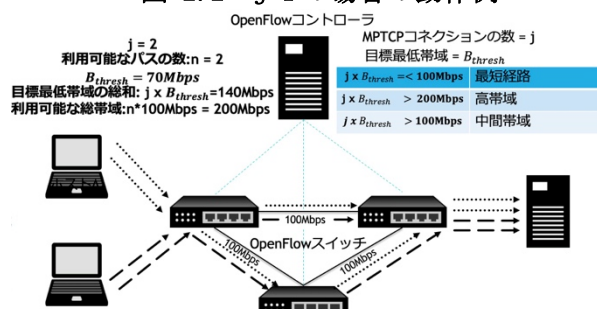 OpenFlowコントローラ
j = 2
利用可能なパスの数:n = 2
B_thresh = 70Mbps
目標最低帯域の総和: j x B_thresh=140Mbps
利用可能な総帯域:n*100Mbps = 200Mbps
MPTCPコネクションの数 = j
目標最低帯域 = B_thresh
j x B_thresh =< 100Mbps 最短経路
j x B_thresh > 200Mbps 高帯域
j x B_thresh > 100Mbps 中間帯域
100Mbps
OpenFlowスイッチ
100Mbps
100Mbps